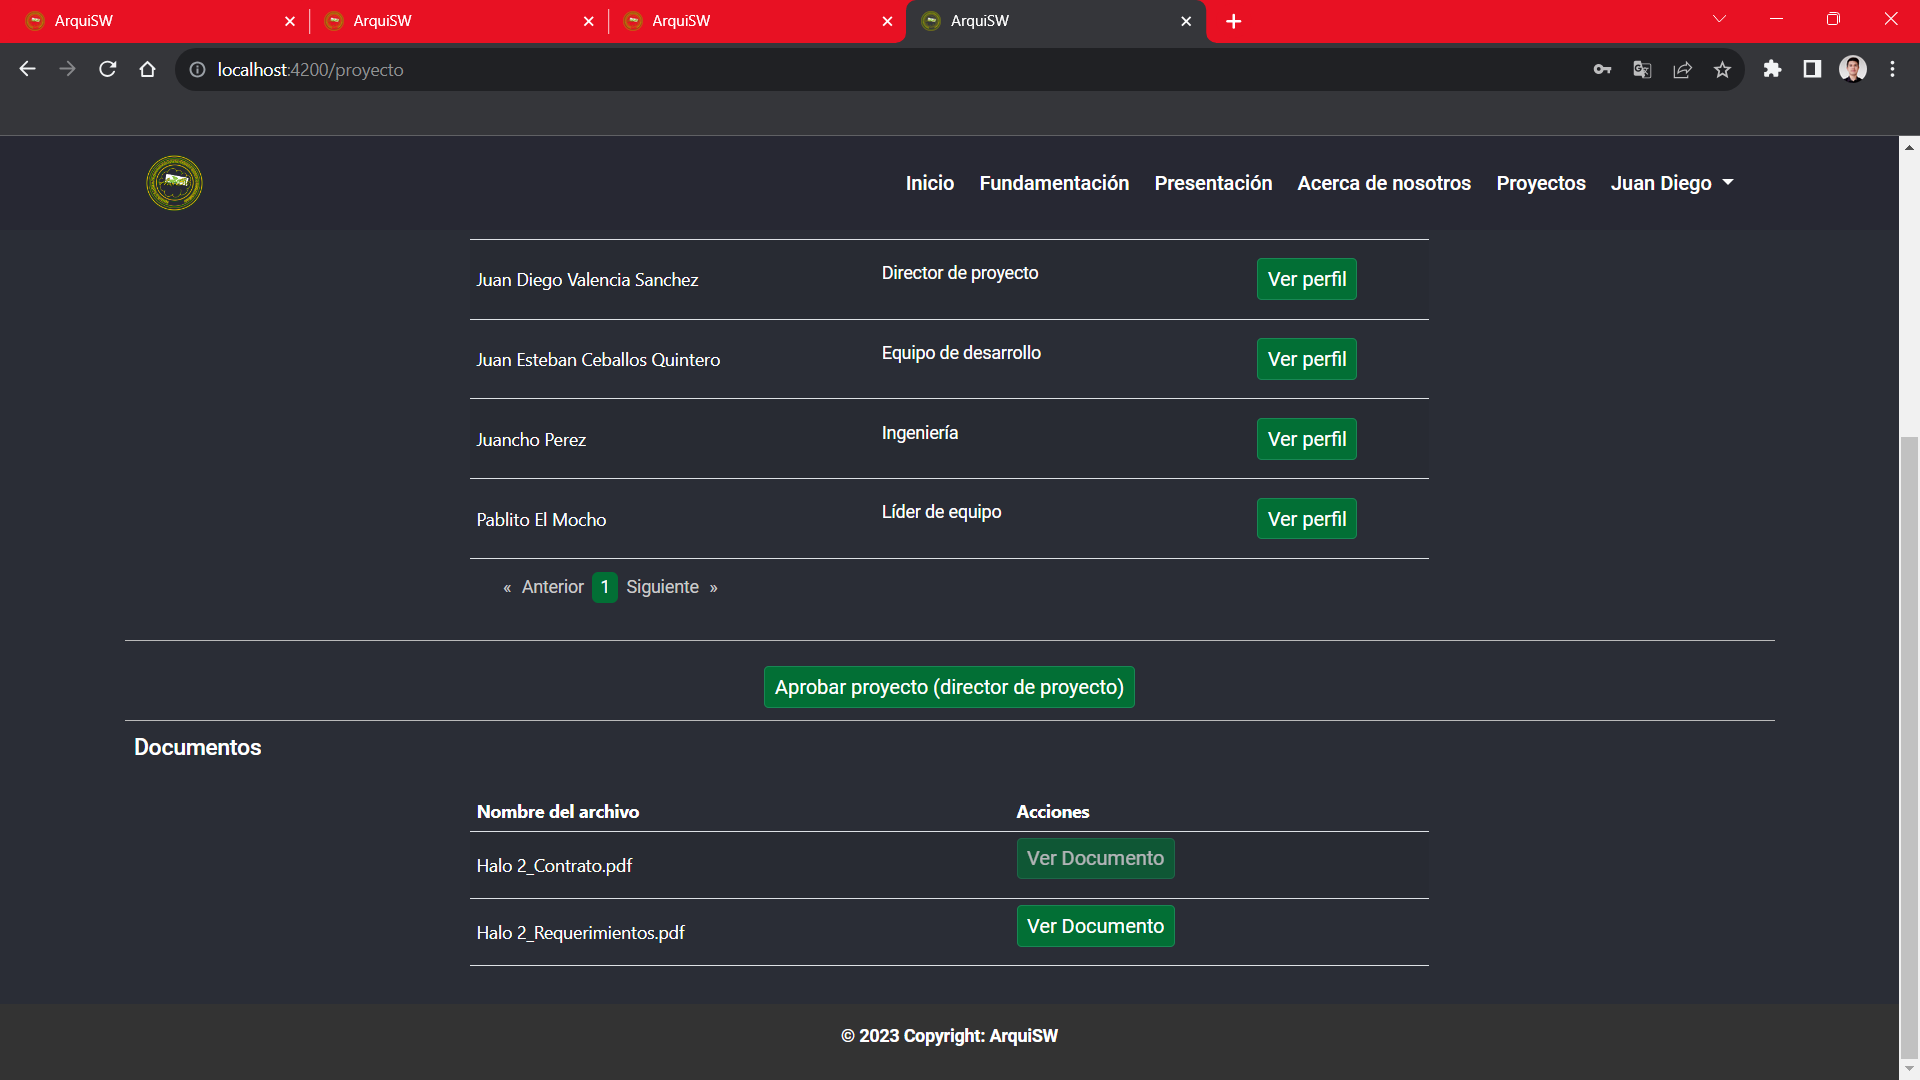 ArquiSW
ArquiSW
ArquiSW
ArquiSW
localhost:4200/proyecto
Inicio Fundamentación Presentación Acerca de nosotros Proyectos Juan Diego
Juan Diego Valencia Sanchez Director de proyecto Ver perfil
Juan Esteban Ceballos Quintero Equipo de desarrollo Ver perfil
Juancho Perez Ingeniería Ver perfil
Pablito El Mocho Líder de equipo Ver perfil
« Anterior 1 Siguiente »
Aprobar proyecto (director de proyecto)
Documentos
Nombre del archivo Acciones
Halo 2_Contrato.pdf Ver Documento
Halo 2_Requerimientos.pdf Ver Documento
© 2023 Copyright: ArquiSW